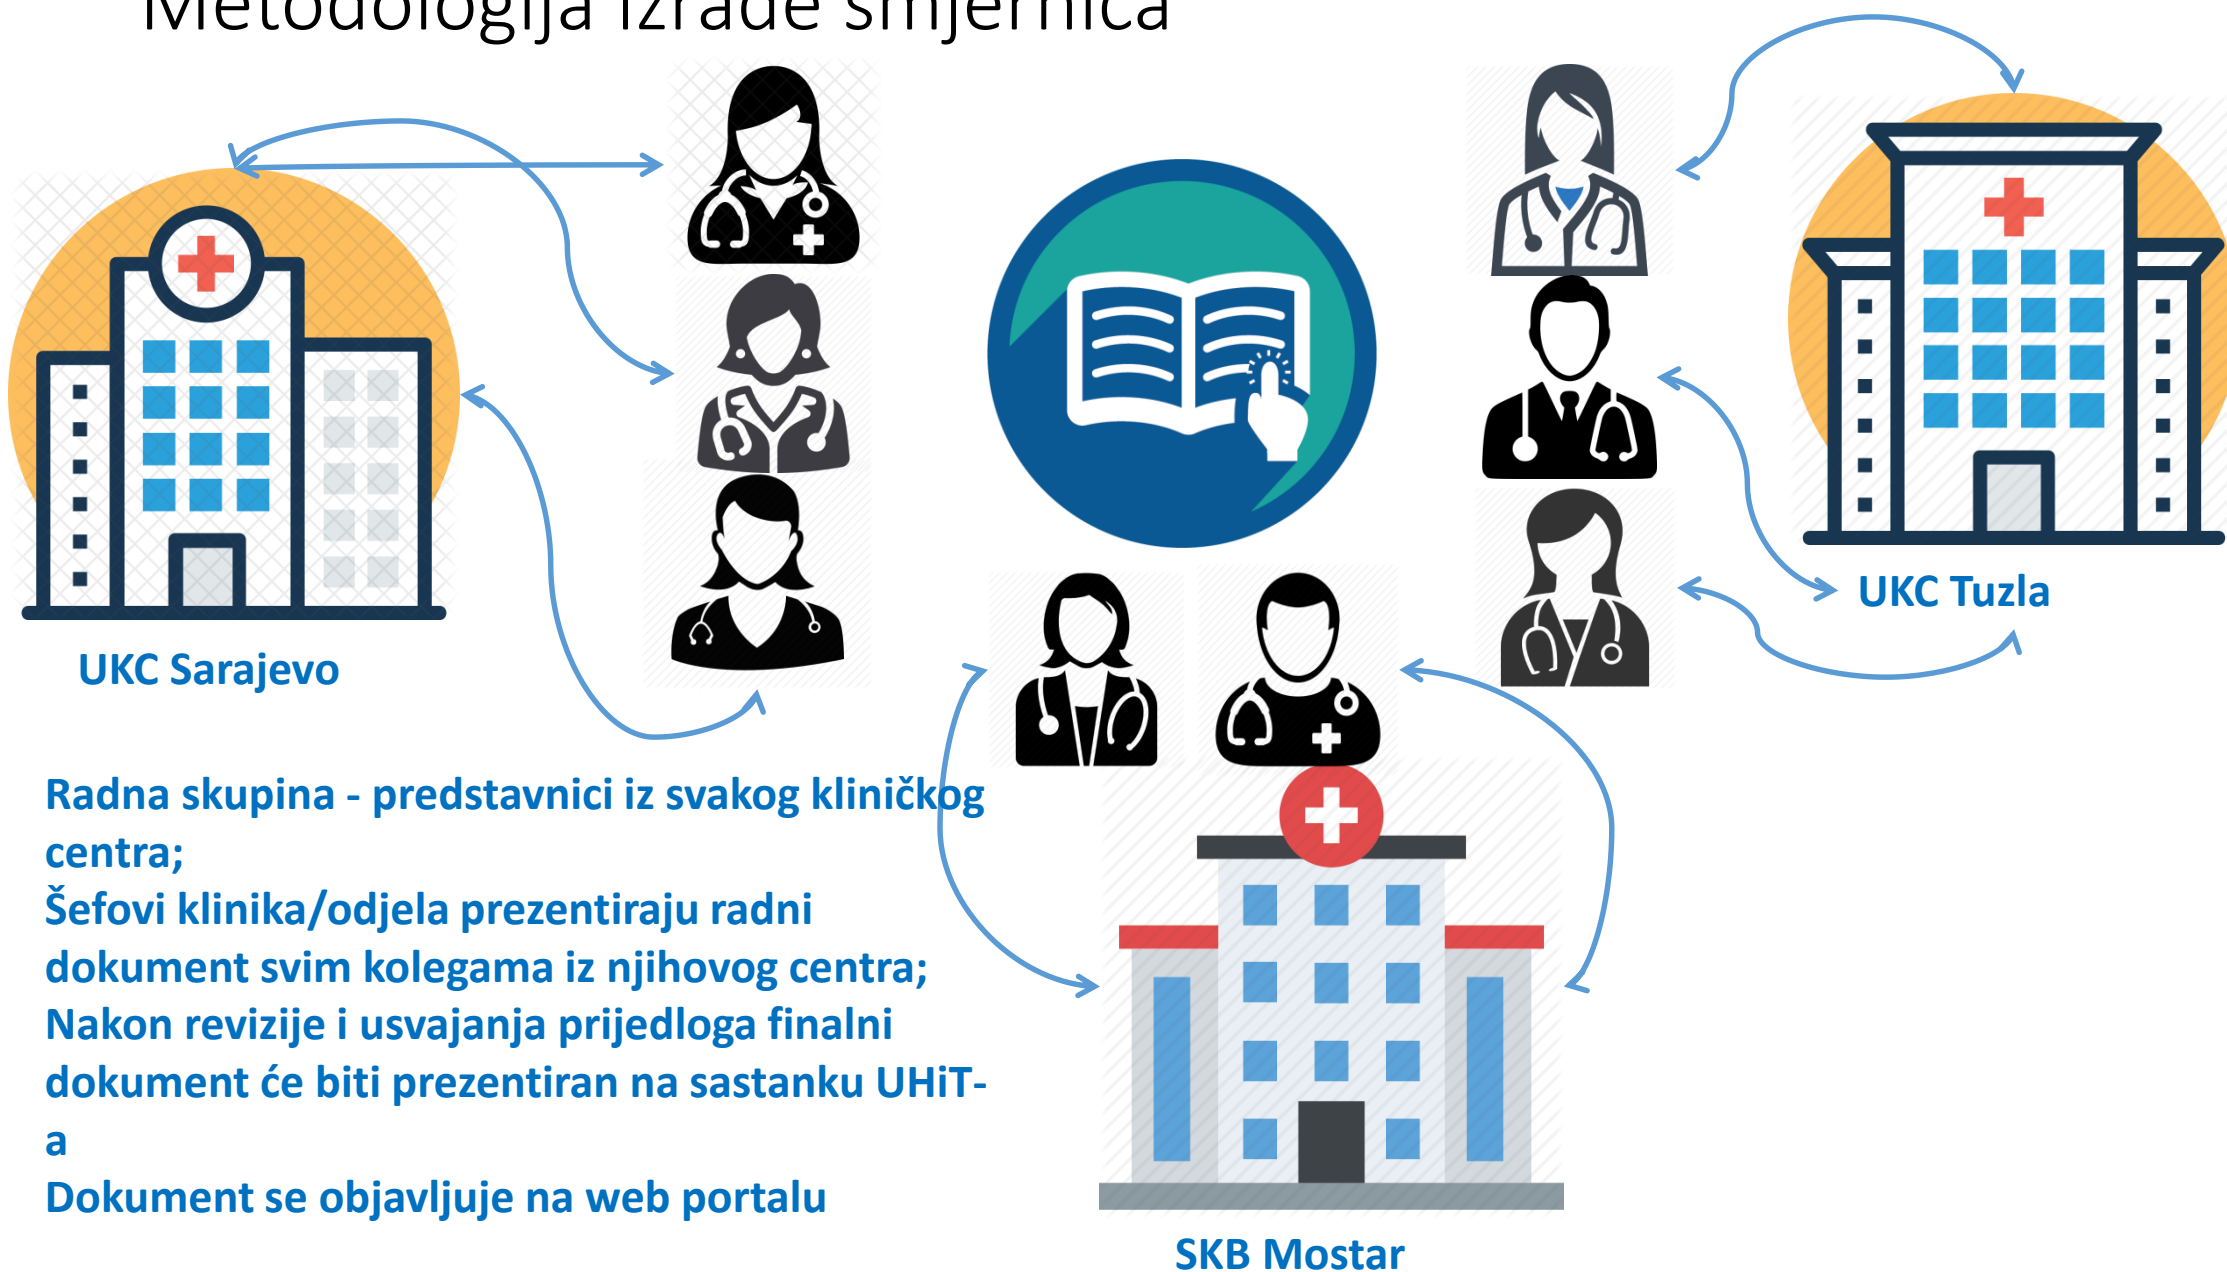 Metodologija izrade smjernica
UKC Tuzla
UKC Sarajevo
Radna skupina - predstavnici iz svakog kliničkog
centra;
Šefovi klinika/odjela prezentiraju radni
dokument svim kolegama iz njihovog centra;
Nakon revizije i usvajanja prijedloga finalni
dokument će biti prezentiran na sastanku UHiT-
a
Dokument se objavljuje na web portalu
SKB Mostar